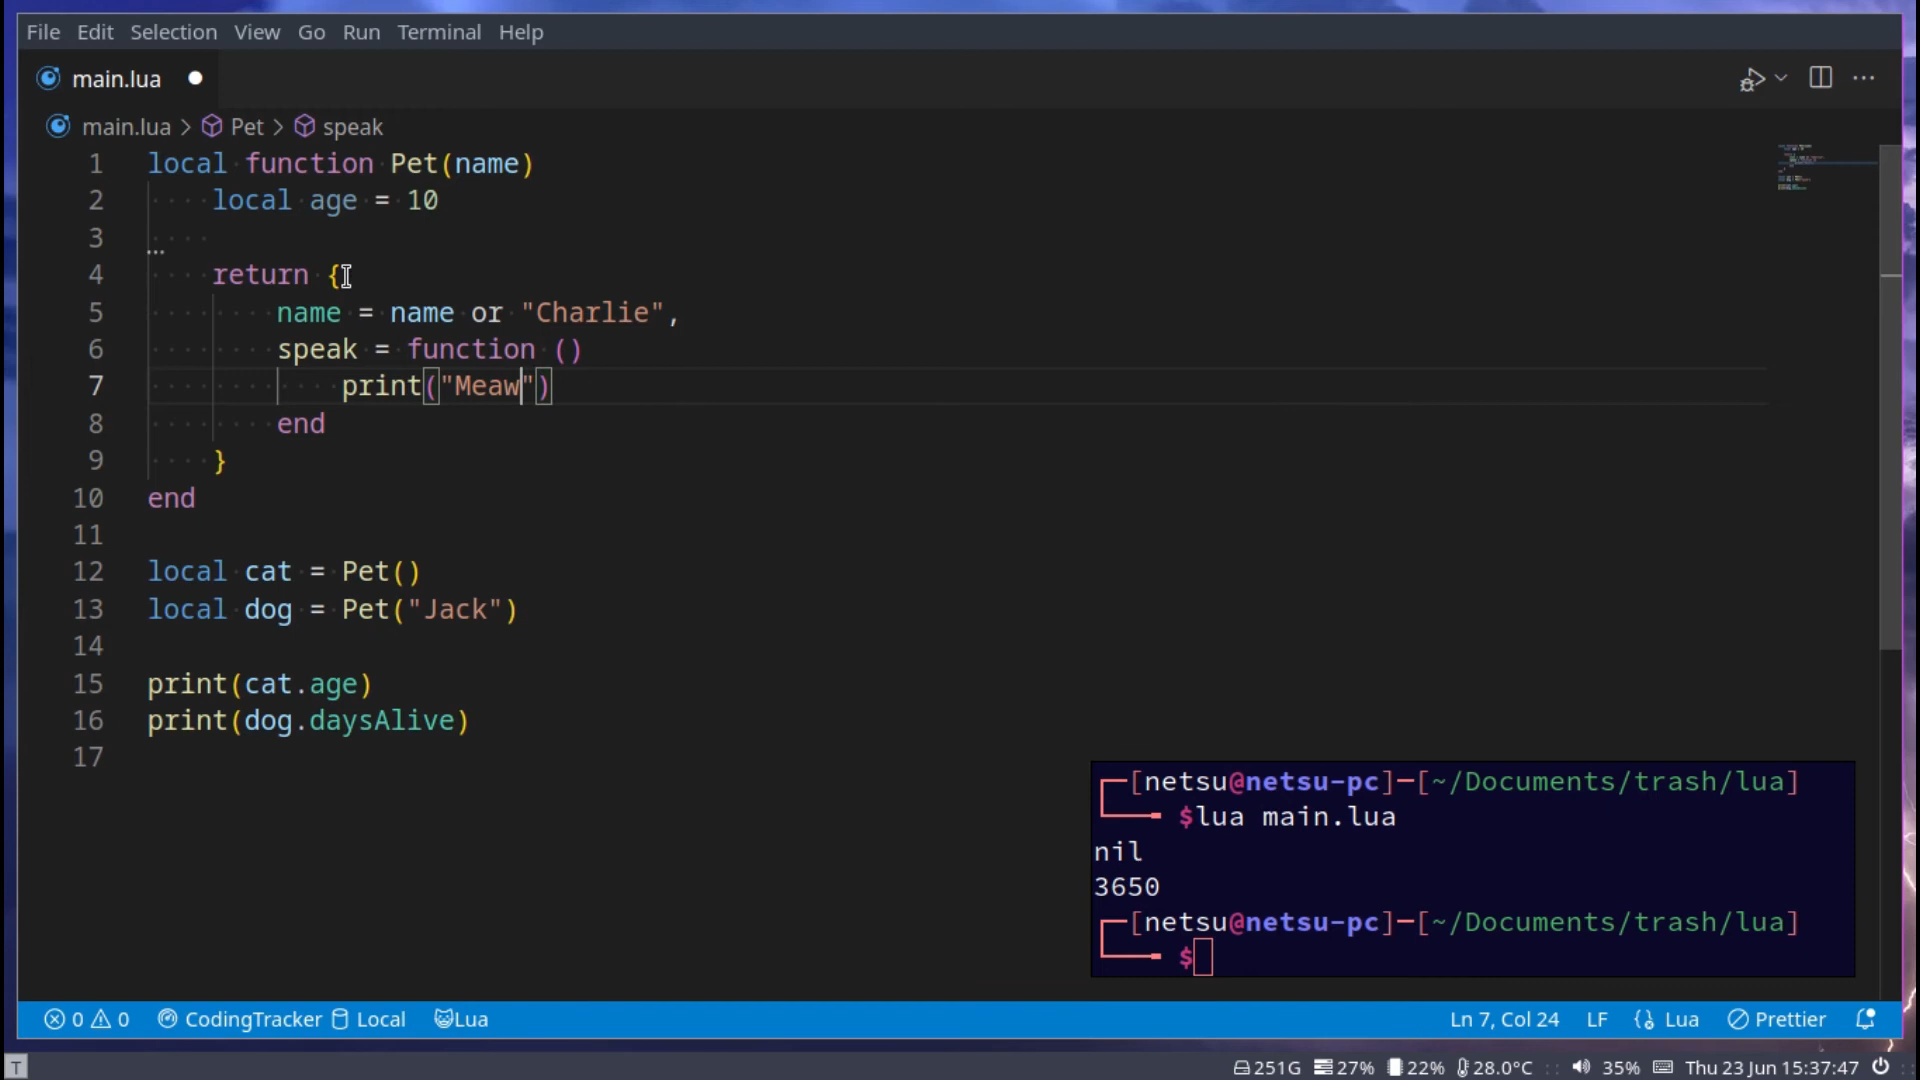 File Edit Selection View Go Run Terminal Help
main.lua
main.lua > Pet > speak
1 local function Pet(name)
2 local age = 10
3
4 return {
5 name = name or "Charlie",
6 speak = function ()
7 print("Meaw")
8 end
9 }
10 end
11
12 local cat = Pet()
13 local dog = Pet("Jack")
14
15 print(cat.age)
16 print(dog.daysAlive)
17
[netsu@netsu-pc]-[~/Documents/trash/lua]
$lua main.lua
nil
3650
[netsu@netsu-pc]-[~/Documents/trash/lua]
$
0 0 CodingTracker Local Lua Ln 7, Col 24 LF Lua Prettier
T 251G 27% 22% 28.0°C :: 35% Thu 23 Jun 15:37:47